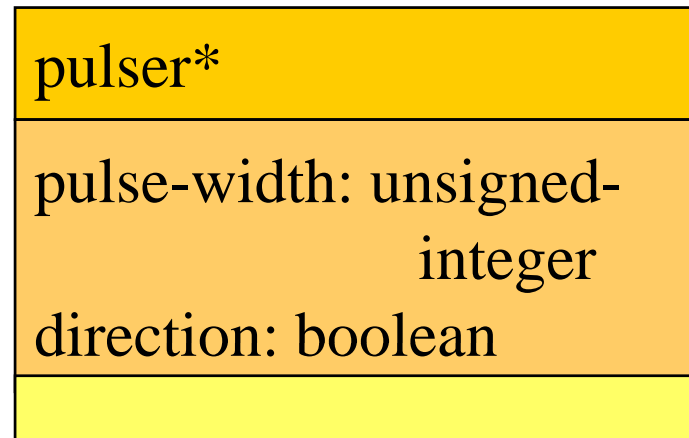 pulser*
pulse-width: unsigned-
integer
direction: boolean